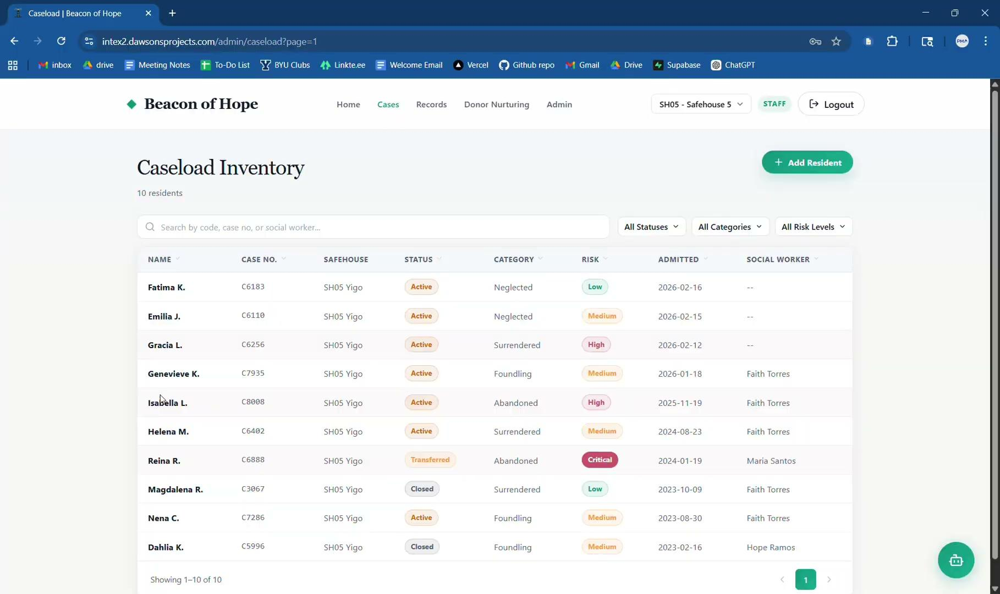 Caseload | Beacon of Hope
intex2.dawsonsprojects.com/admin/caseload?page=1
PMA
inbox drive Meeting Notes To-Do List BYU Clubs Linkte.ee Welcome Email Vercel Github repo Gmail Drive Supabase ChatGPT
Beacon of Hope Home Cases Records Donor Nurturing Admin SH05 - Safehouse 5 STAFF Logout
Caseload Inventory
+ Add Resident
10 residents
Search by code, case no, or social worker... All Statuses All Categories All Risk Levels
NAME CASE NO. SAFEHOUSE STATUS CATEGORY RISK ADMITTED SOCIAL WORKER
Fatima K. C6183 SH05 Yigo Active Neglected Low 2026-02-16 --
Emilia J. C6110 SH05 Yigo Active Neglected Medium 2026-02-15 --
Gracia L. C6256 SH05 Yigo Active Surrendered High 2026-02-12 --
Genevieve K. C7935 SH05 Yigo Active Foundling Medium 2026-01-18 Faith Torres
Isabella L. C8008 SH05 Yigo Active Abandoned High 2025-11-19 Faith Torres
Helena M. C6402 SH05 Yigo Active Surrendered Medium 2024-08-23 Faith Torres
Reina R. C6888 SH05 Yigo Transferred Abandoned Critical 2024-01-19 Maria Santos
Magdalena R. C3067 SH05 Yigo Closed Surrendered Low 2023-10-09 Faith Torres
Nena C. C7286 SH05 Yigo Active Foundling Medium 2023-08-30 Faith Torres
Dahlia K. C5996 SH05 Yigo Closed Foundling Medium 2023-02-16 Hope Ramos
Showing 1–10 of 10 1